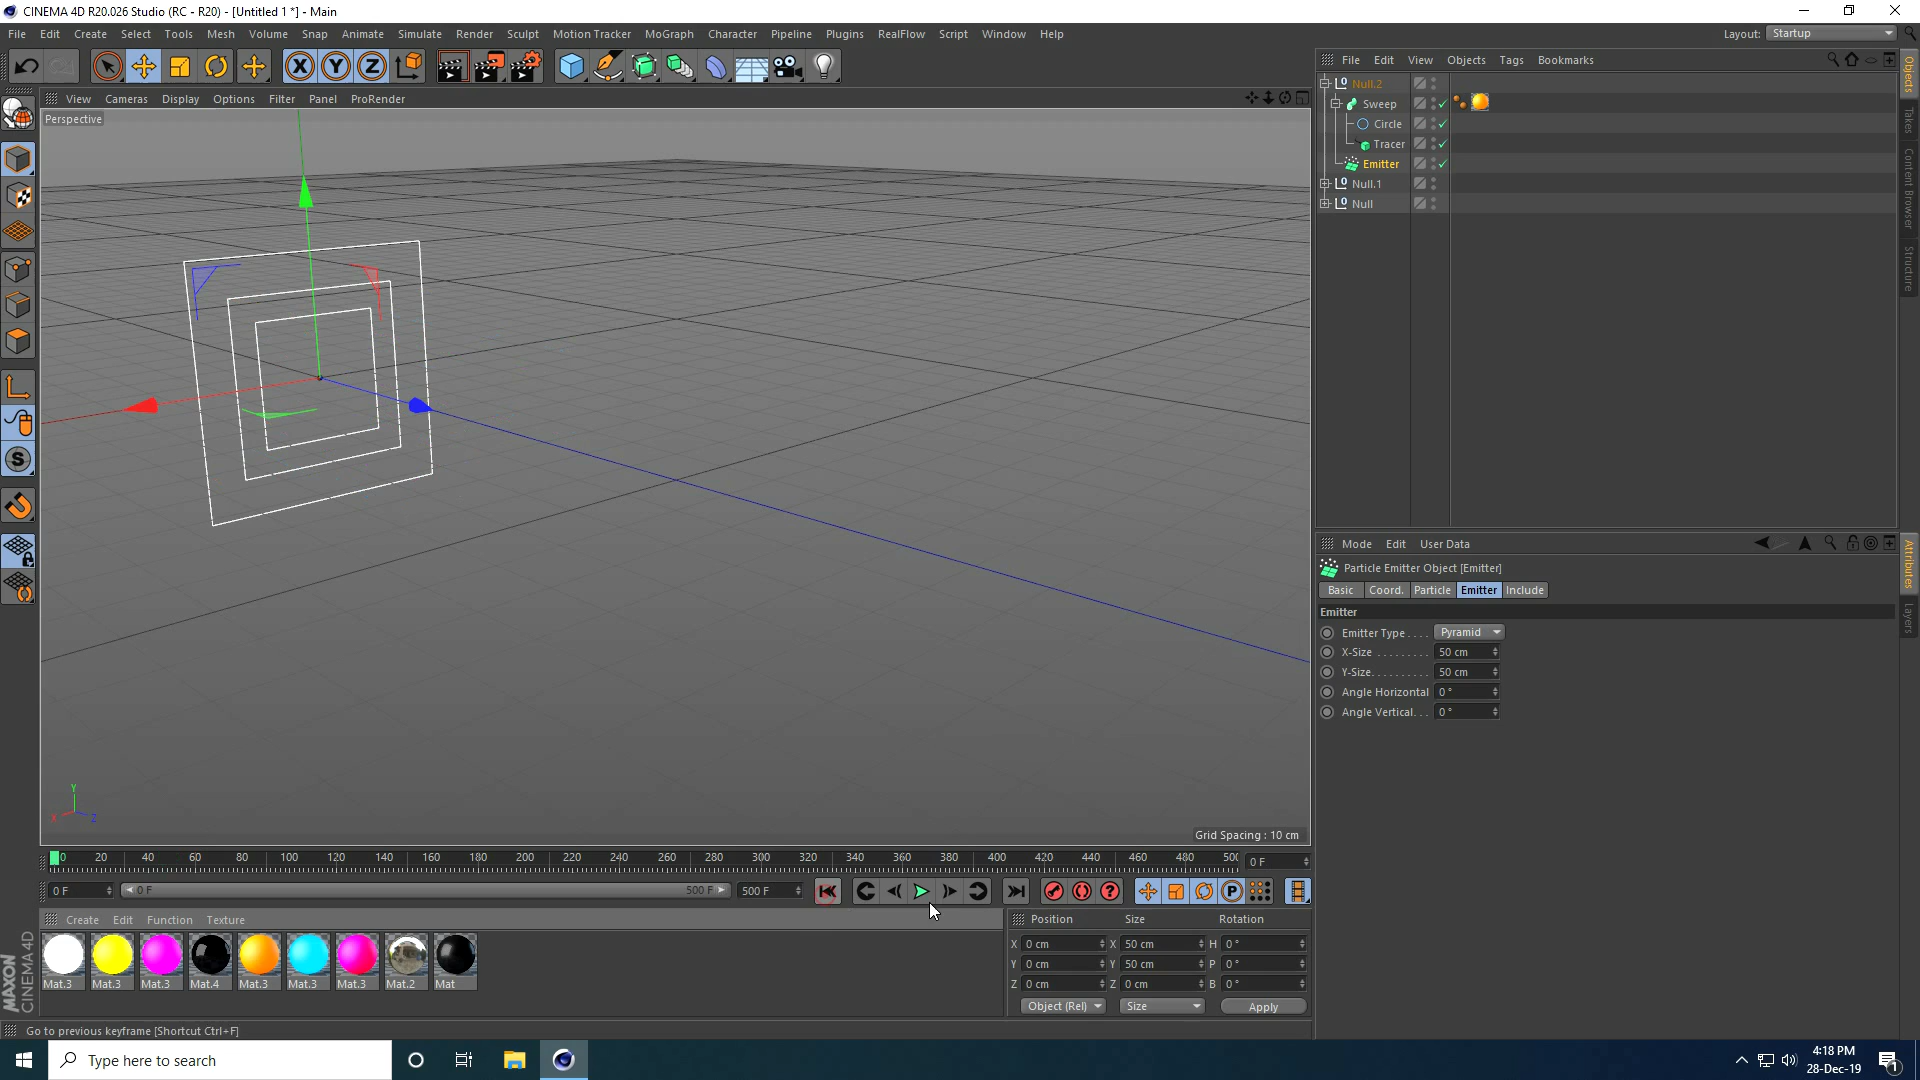 CINEMA 4D R20.026 Studio (RC - R20) - [Untitled 1 *] - Main
File Edit Create Select Tools Mesh Volume Snap Animate Simulate Render Sculpt Motion Tracker MoGraph Character Pipeline Plugins RealFlow Script Window Help
Layout: Startup
X Y Z
File Edit View Objects Tags Bookmarks
View Cameras Display Options Filter Panel ProRender
Perspective
Null.2
Sweep
Circle
Tracer
Emitter
Null.1
Null
Objects
Takes
Content Browser
Structure
Mode Edit User Data
Particle Emitter Object [Emitter]
Basic Coord. Particle Emitter Include
Emitter
Emitter Type . . . . Pyramid
X-Size . . . . . . . . . 50 cm
Y-Size. . . . . . . . . . 50 cm
Angle Horizontal 0 °
Angle Vertical. . . 0 °
Attributes
Layers
S
Y
X Z
Grid Spacing : 10 cm
0 20 40 60 80 100 120 140 160 180 200 220 240 260 280 300 320 340 360 380 400 420 440 460 480 500 0 F
0 F 0 F 500 F 500 F
P
Create Edit Function Texture
Position Size Rotation
X 0 cm X 50 cm H 0 °
Y 0 cm Y 50 cm P 0 °
Z 0 cm Z 0 cm B 0 °
Object (Rel) Size Apply
Mat.3 Mat.3 Mat.3 Mat.4 Mat.3 Mat.3 Mat.3 Mat.2 Mat
MAXON
CINEMA 4D
Go to previous keyframe [Shortcut Ctrl+F]
Type here to search
4:18 PM
28-Dec-19
1